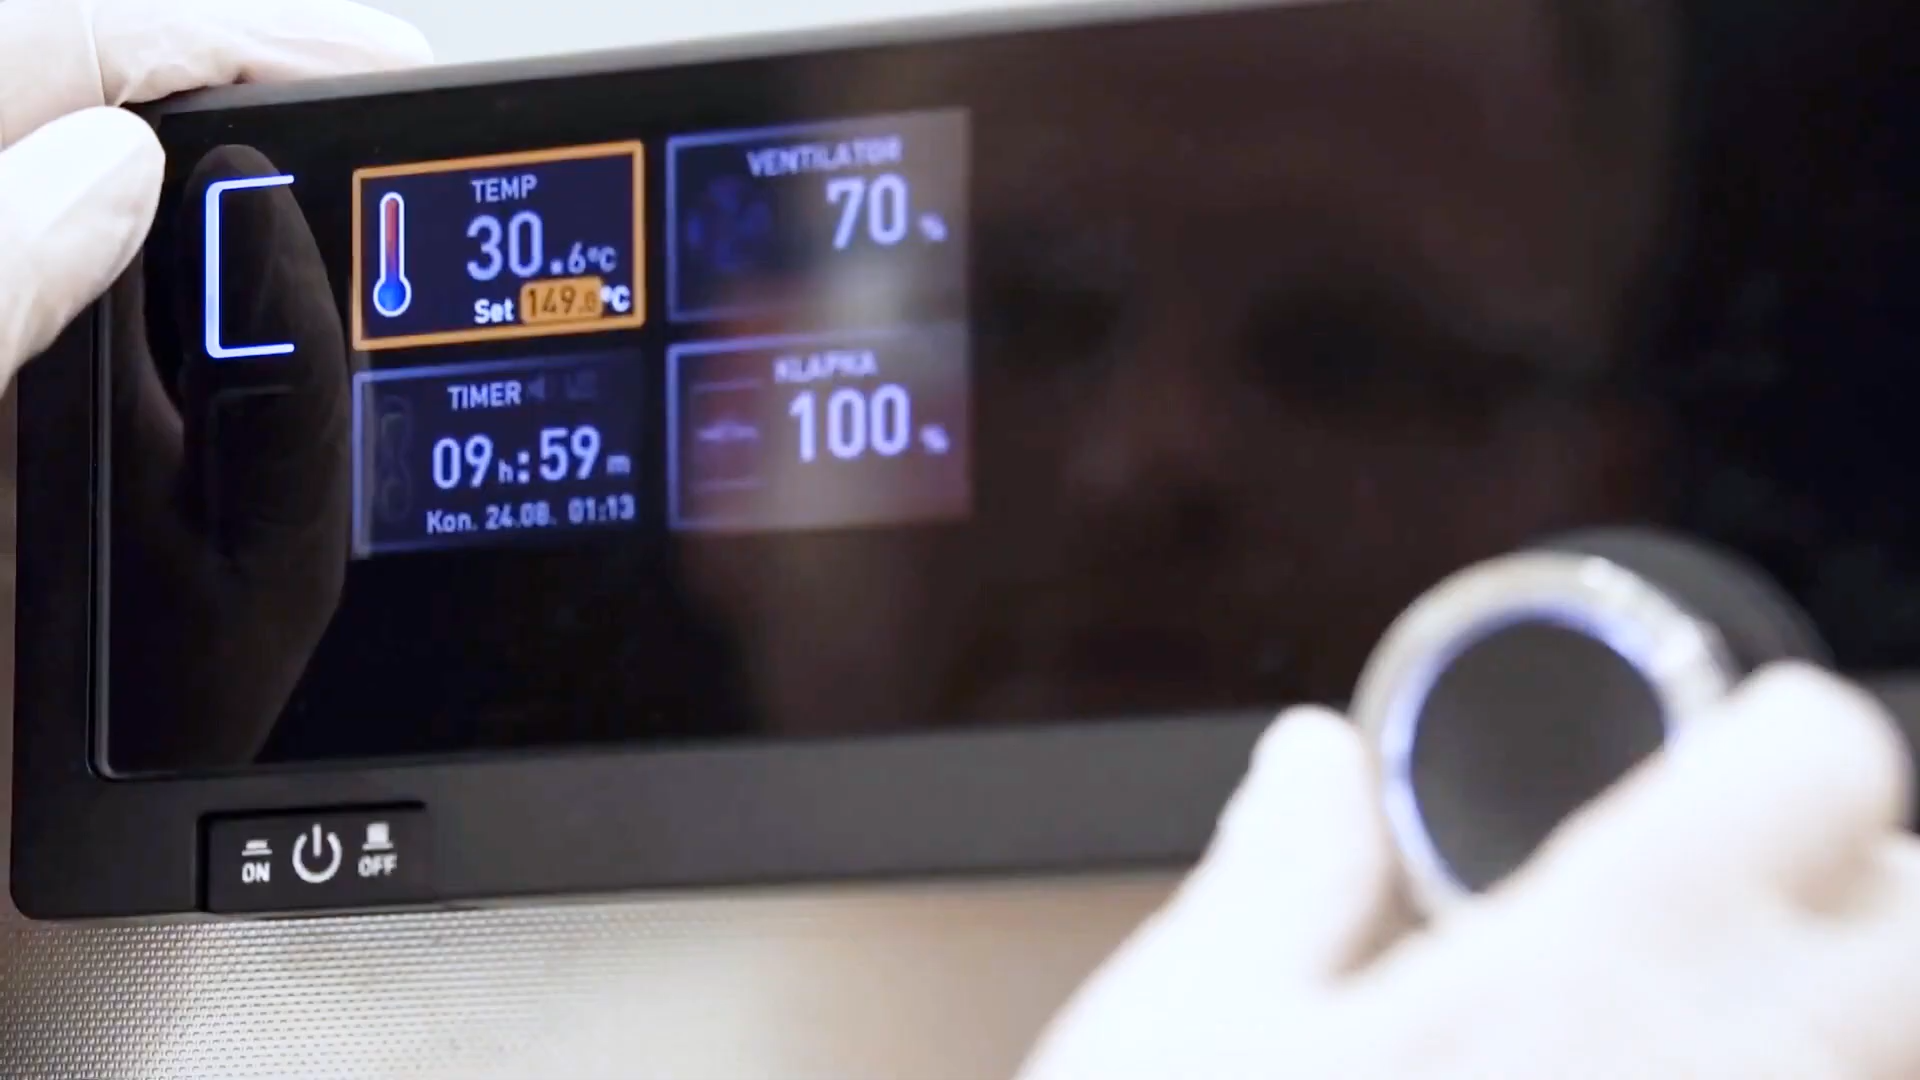 TEMP
30.6°C
Set 149. °C
VENTILATOR
70 %
TIMER
09h:59m
Kon. 24.08. 01:13
KLAPKA
100 %
ON OFF